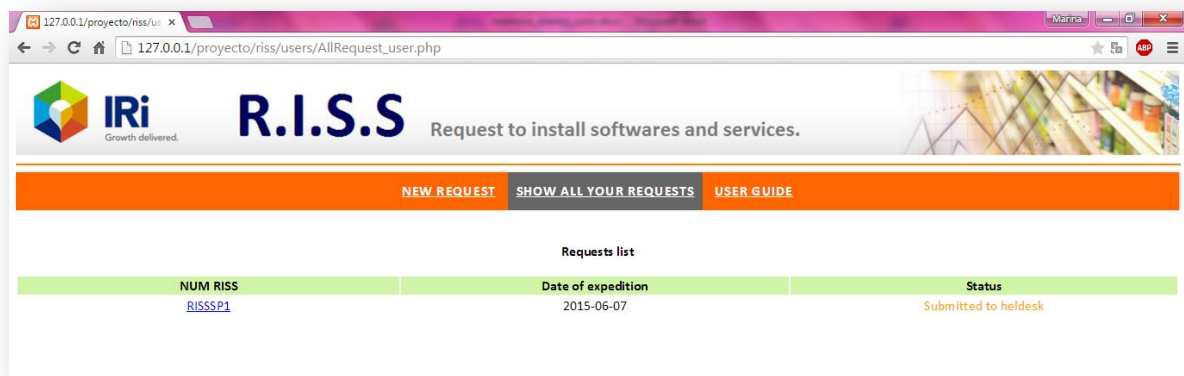 127.0.0.1/proyecto/riss/us
Marina
127.0.0.1/proyecto/riss/users/AllRequest_user.php
ABP
IRi
Growth delivered.
R.I.S.S Request to install softwares and services.
NEW REQUEST SHOW ALL YOUR REQUESTS USER GUIDE
Requests list
NUM RISS Date of expedition Status
RISSSP1 2015-06-07 Submitted to heldesk